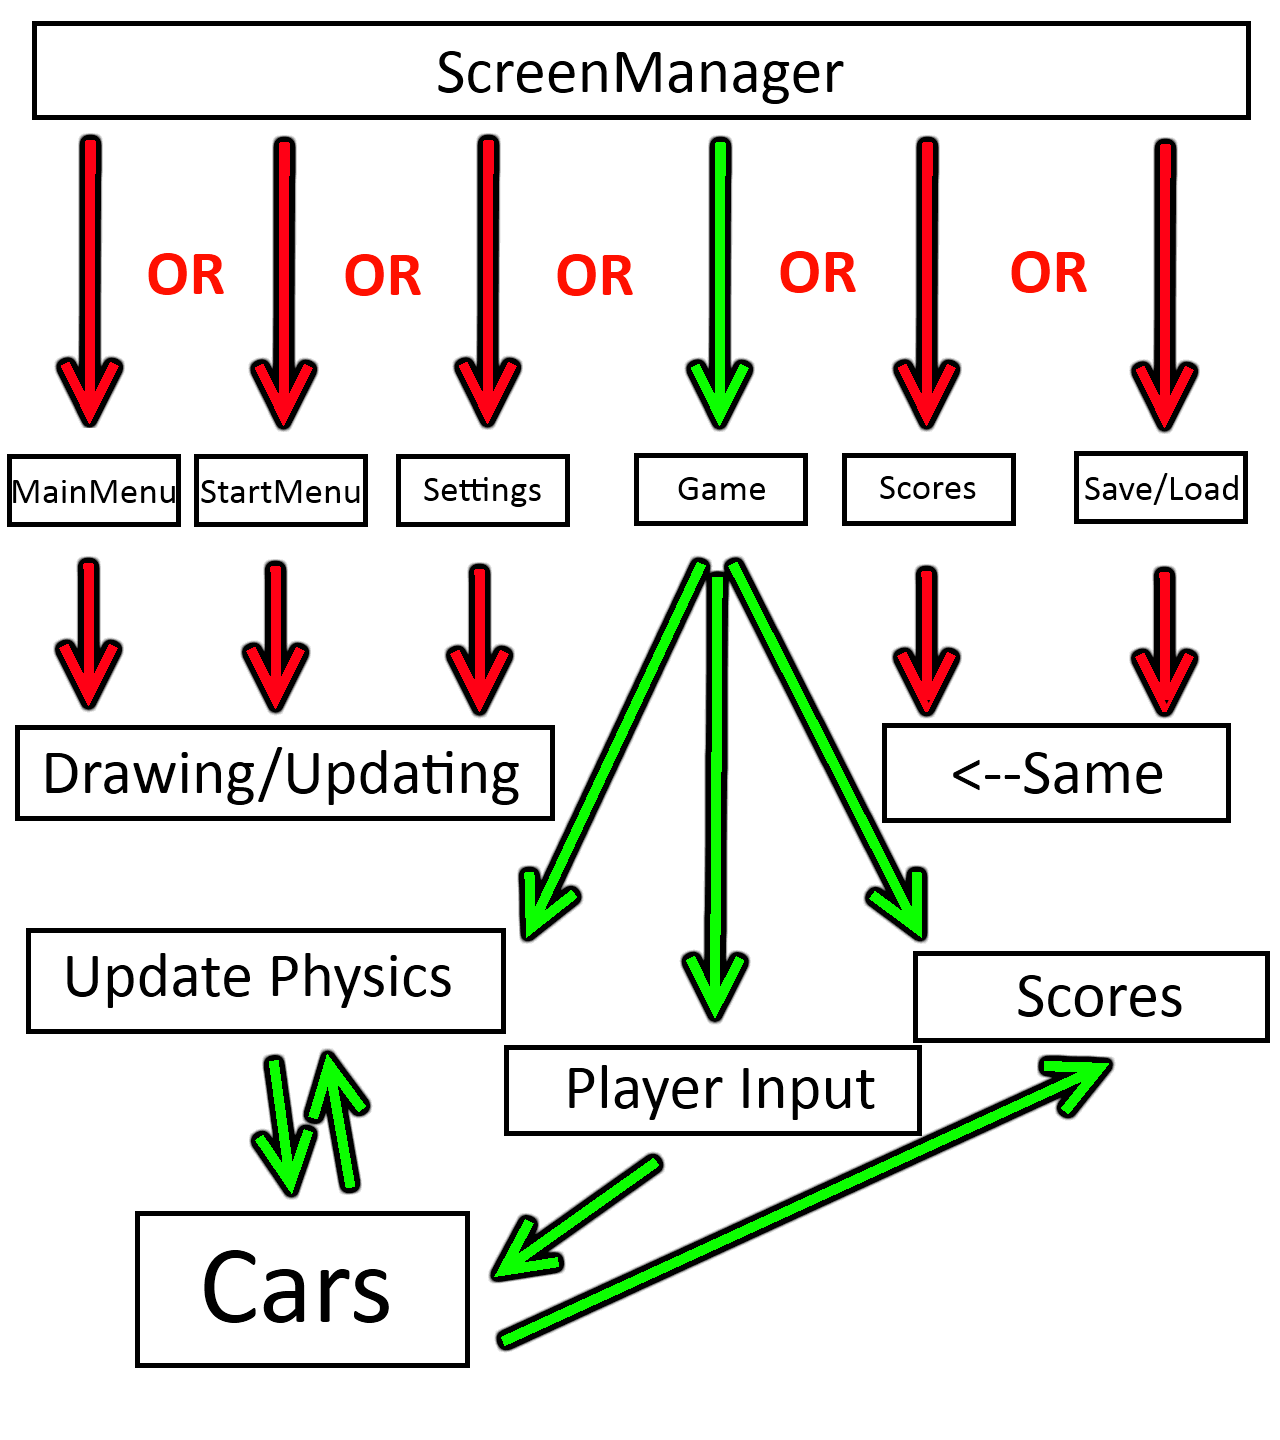 ScreenManager
OR OR OR OR OR
MainMenu StartMenu Settings Game Scores Save/Load
Drawing/Updating <--Same
Update Physics
Scores
Player Input
Cars